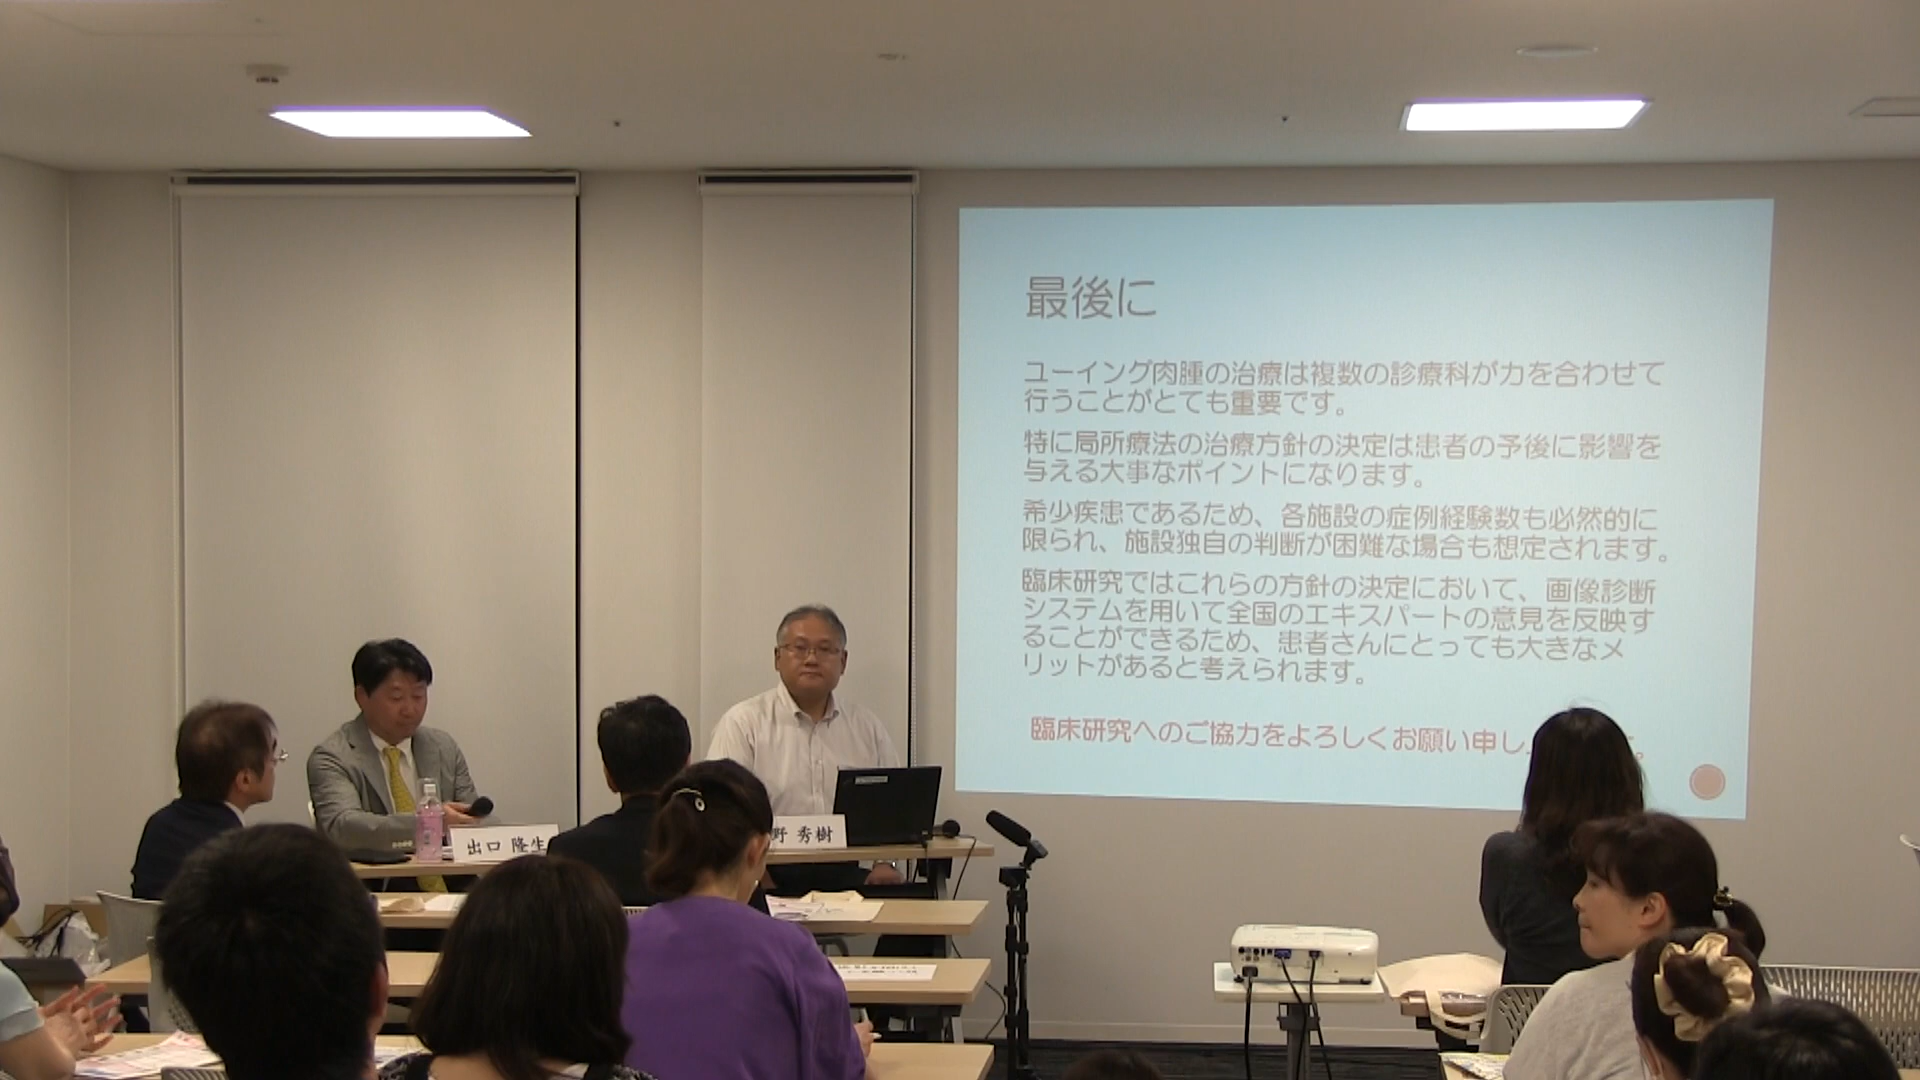 最後に
ユーイング肉腫の治療は複数の診療科が力を合わせて
行うことがとても重要です。
特に局所療法の治療方針の決定は患者の予後に影響を
与える大事なポイントになります。
希少疾患であるため、各施設の症例経験数も必然的に
限られ、施設独自の判断が困難な場合も想定されます。
臨床研究ではこれらの方針の決定において、画像診断
システムを用いて全国のエキスパートの意見を反映す
ることができるため、患者さんにとっても大きなメ
リットがあると考えられます。
臨床研究へのご協力をよろしくお願い申し
出口 隆生
野 秀樹